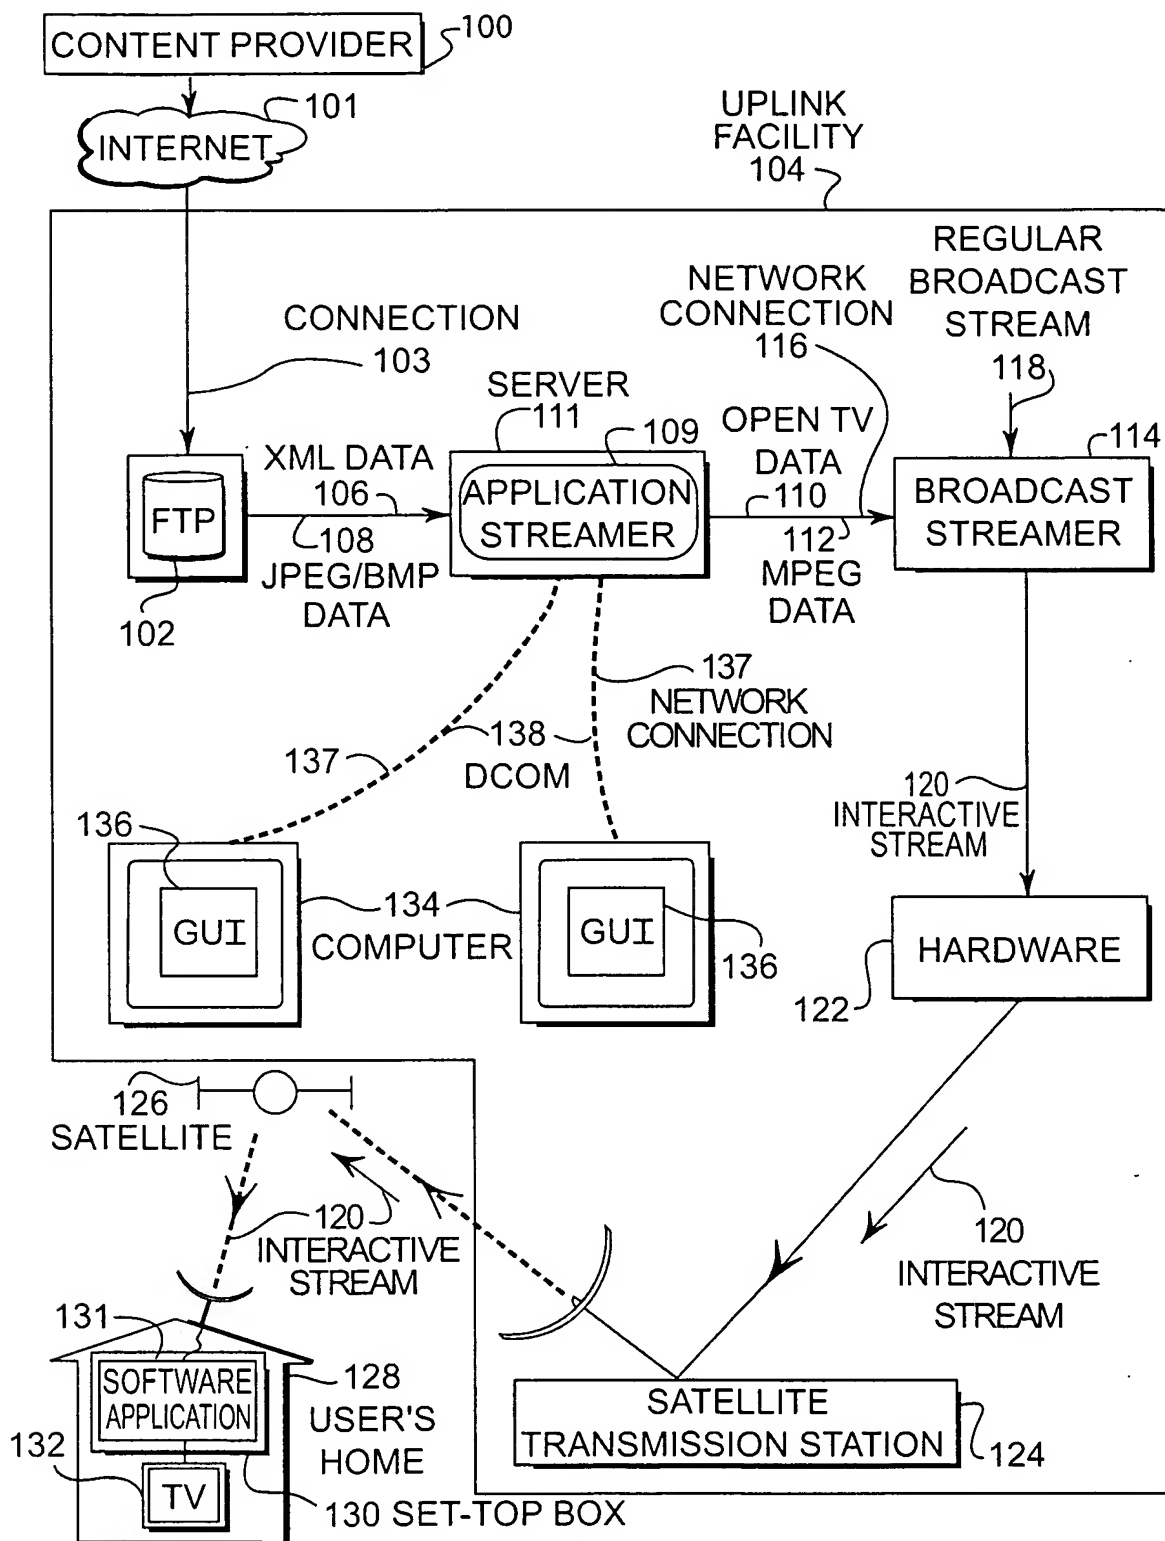 CONTENT PROVIDER
100
101
INTERNET
UPLINK
FACILITY
104
REGULAR
BROADCAST
STREAM
118
NETWORK
CONNECTION
116
CONNECTION
103
SERVER
111
109
OPEN TV
DATA
110
114
XML DATA
106
FTP
APPLICATION
STREAMER
BROADCAST
STREAMER
108
JPEG/BMP
DATA
112
MPEG
DATA
102
137
NETWORK
CONNECTION
138
DCOM
137
120
INTERACTIVE
STREAM
136
GUI
134
COMPUTER
GUI
136
HARDWARE
122
126
SATELLITE
120
INTERACTIVE
STREAM
120
INTERACTIVE
STREAM
131
SOFTWARE
APPLICATION
128
USER'S
HOME
132
TV
130 SET-TOP BOX
SATELLITE
TRANSMISSION STATION
124